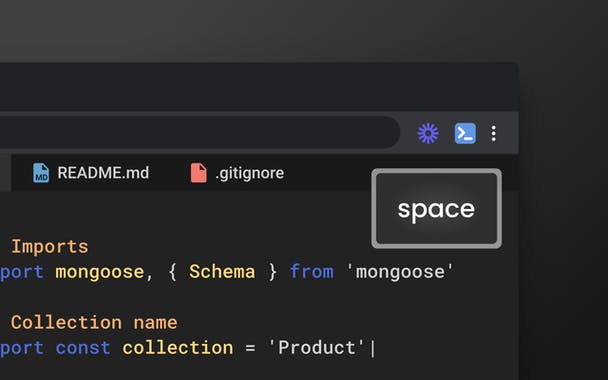 README.md
.gitignore
space
Imports
port mongoose, { Schema } from 'mongoose'
Collection name
port const collection = 'Product'|